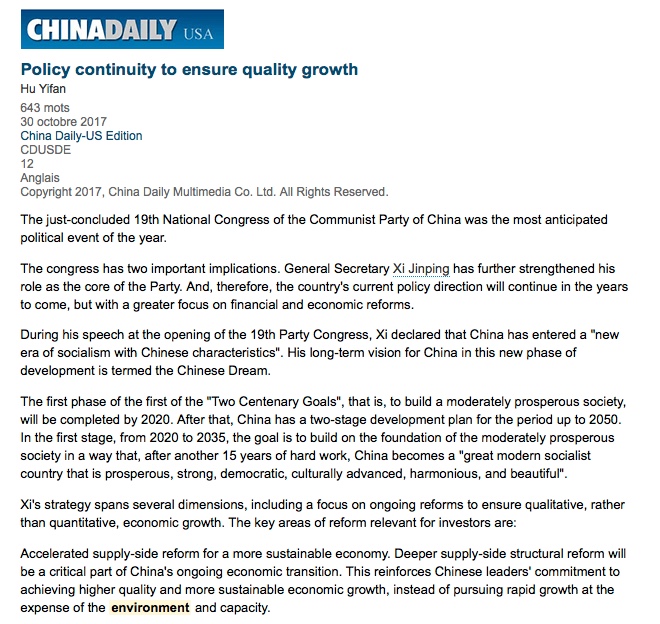 CHINADAILY USA
Policy continuity to ensure quality growth
Hu Yifan
643 mots
30 octobre 2017
China Daily-US Edition
CDUSDE
12
Anglais
Copyright 2017, China Daily Multimedia Co. Ltd. All Rights Reserved.
The just-concluded 19th National Congress of the Communist Party of China was the most anticipated
political event of the year.
The congress has two important implications. General Secretary Xi Jinping has further strengthened his
role as the core of the Party. And, therefore, the country's current policy direction will continue in the years
to come, but with a greater focus on financial and economic reforms.
During his speech at the opening of the 19th Party Congress, Xi declared that China has entered a "new
era of socialism with Chinese characteristics". His long-term vision for China in this new phase of
development is termed the Chinese Dream.
The first phase of the first of the "Two Centenary Goals", that is, to build a moderately prosperous society,
will be completed by 2020. After that, China has a two-stage development plan for the period up to 2050.
In the first stage, from 2020 to 2035, the goal is to build on the foundation of the moderately prosperous
society in a way that, after another 15 years of hard work, China becomes a "great modern socialist
country that is prosperous, strong, democratic, culturally advanced, harmonious, and beautiful".
Xi's strategy spans several dimensions, including a focus on ongoing reforms to ensure qualitative, rather
than quantitative, economic growth. The key areas of reform relevant for investors are:
Accelerated supply-side reform for a more sustainable economy. Deeper supply-side structural reform will
be a critical part of China's ongoing economic transition. This reinforces Chinese leaders' commitment to
achieving higher quality and more sustainable economic growth, instead of pursuing rapid growth at the
expense of the environment and capacity.